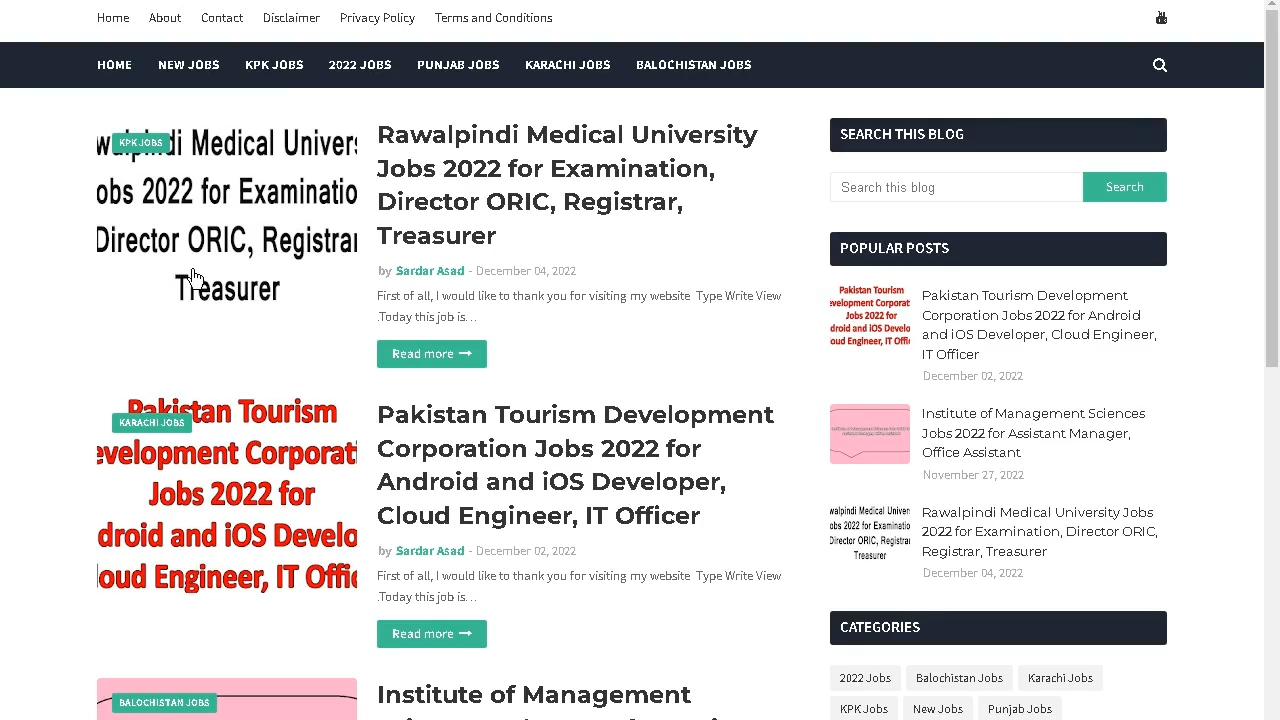 Home About Contact Disclaimer Privacy Policy Terms and Conditions
HOME NEW JOBS KPK JOBS 2022 JOBS PUNJAB JOBS KARACHI JOBS BALOCHISTAN JOBS
KPK JOBS
Medical
obs 2022 for Examinatio
Director ORIC, Registrar
Treasurer
Rawalpindi Medical University
Jobs 2022 for Examination,
Director ORIC, Registrar,
Treasurer
by Sardar Asad - December 04, 2022
First of all, I would like to thank you for visiting my website Type Write View
.Today this job is…
Read more
KARACHI JOBS
Pakistan Tourism
evelopment Corporati
Jobs 2022 for
droid and iOS Develo
loud Engineer, IT Offic
Pakistan Tourism Development
Corporation Jobs 2022 for
Android and iOS Developer,
Cloud Engineer, IT Officer
by Sardar Asad - December 02, 2022
First of all, I would like to thank you for visiting my website Type Write View
.Today this job is…
Read more
BALOCHISTAN JOBS
Institute of Management
SEARCH THIS BLOG
Search this blog Search
POPULAR POSTS
Pakistan Tourism
evelopment Corporat
Jobs 2022 for
droid and iOS Develo
oud Engineer, IT Offic
Pakistan Tourism Development
Corporation Jobs 2022 for Android
and iOS Developer, Cloud Engineer,
IT Officer
December 02, 2022
Institute of Management Sciences
Jobs 2022 for Assistant Manager,
Office Assistant
November 27, 2022
walpindi Medical Univers
obs 2022 for Examinatio
Director ORIC, Registrar
Treasurer
Rawalpindi Medical University Jobs
2022 for Examination, Director ORIC,
Registrar, Treasurer
December 04, 2022
CATEGORIES
2022 Jobs Balochistan Jobs Karachi Jobs
KPK Jobs New Jobs Punjab Jobs